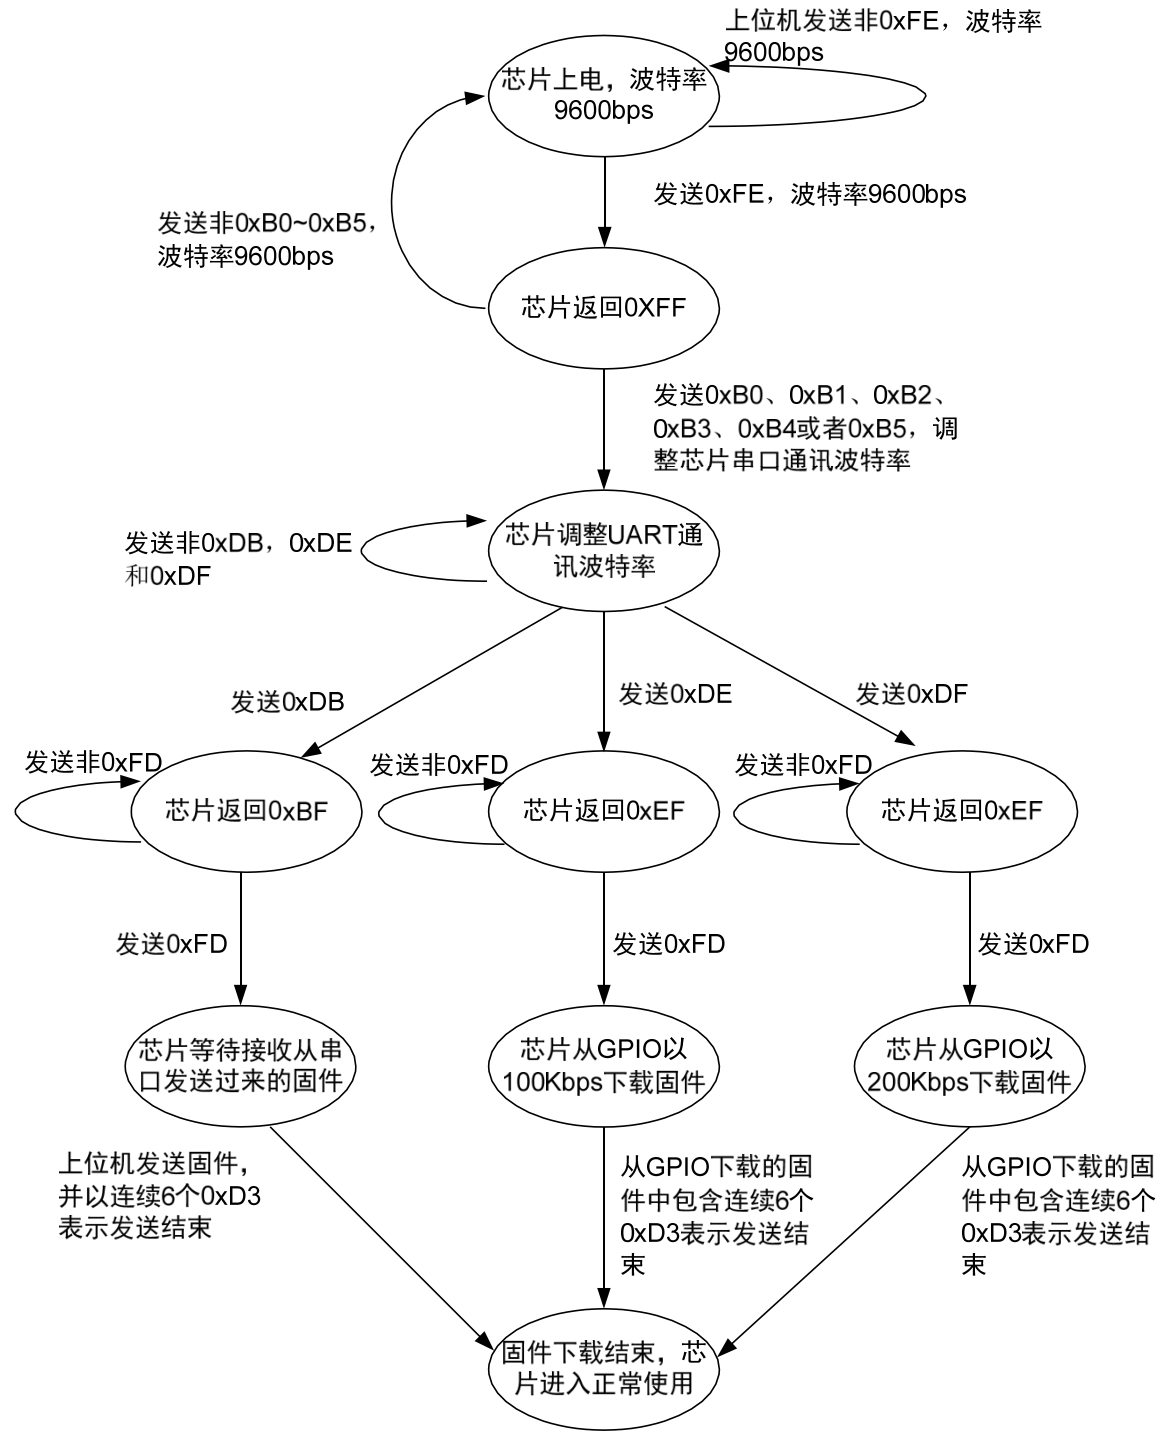 上位机发送非0xFE，波特率
9600bps
芯片上电，波特率
9600bps
发送0xFE，波特率9600bps
发送非0xB0~0xB5，
波特率9600bps
芯片返回0XFF
发送0xB0、0xB1、0xB2、
0xB3、0xB4或者0xB5，调
整芯片串口通讯波特率
芯片调整UART通
讯波特率
发送非0xDB，0xDE
和0xDF
发送0xDB
发送0xDE
发送0xDF
发送非0xFD
发送非0xFD
发送非0xFD
芯片返回0xBF
芯片返回0xEF
芯片返回0xEF
发送0xFD
发送0xFD
发送0xFD
芯片等待接收从串
口发送过来的固件
芯片从GPIO以
100Kbps下载固件
芯片从GPIO以
200Kbps下载固件
上位机发送固件，
并以连续6个0xD3
表示发送结束
从GPIO下载的固
件中包含连续6个
0xD3表示发送结
束
从GPIO下载的固
件中包含连续6个
0xD3表示发送结
束
固件下载结束，芯
片进入正常使用